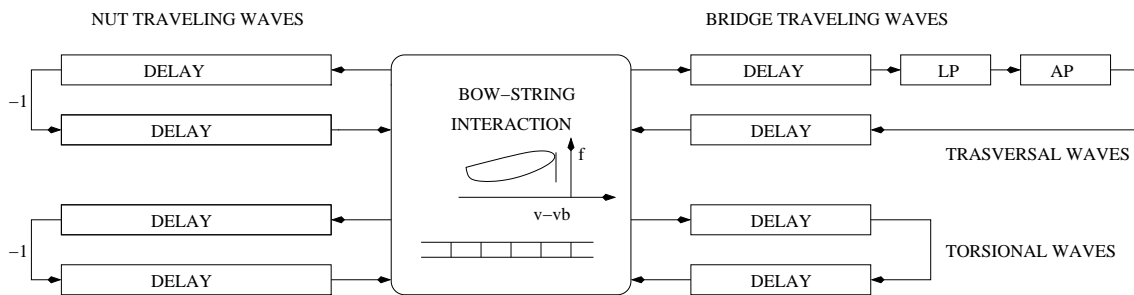 NUT TRAVELING WAVES
BRIDGE TRAVELING WAVES
DELAY
DELAY
LP
AP
−1
BOW−STRING
INTERACTION
DELAY
DELAY
f
TRASVERSAL WAVES
v−vb
DELAY
DELAY
−1
TORSIONAL WAVES
DELAY
DELAY